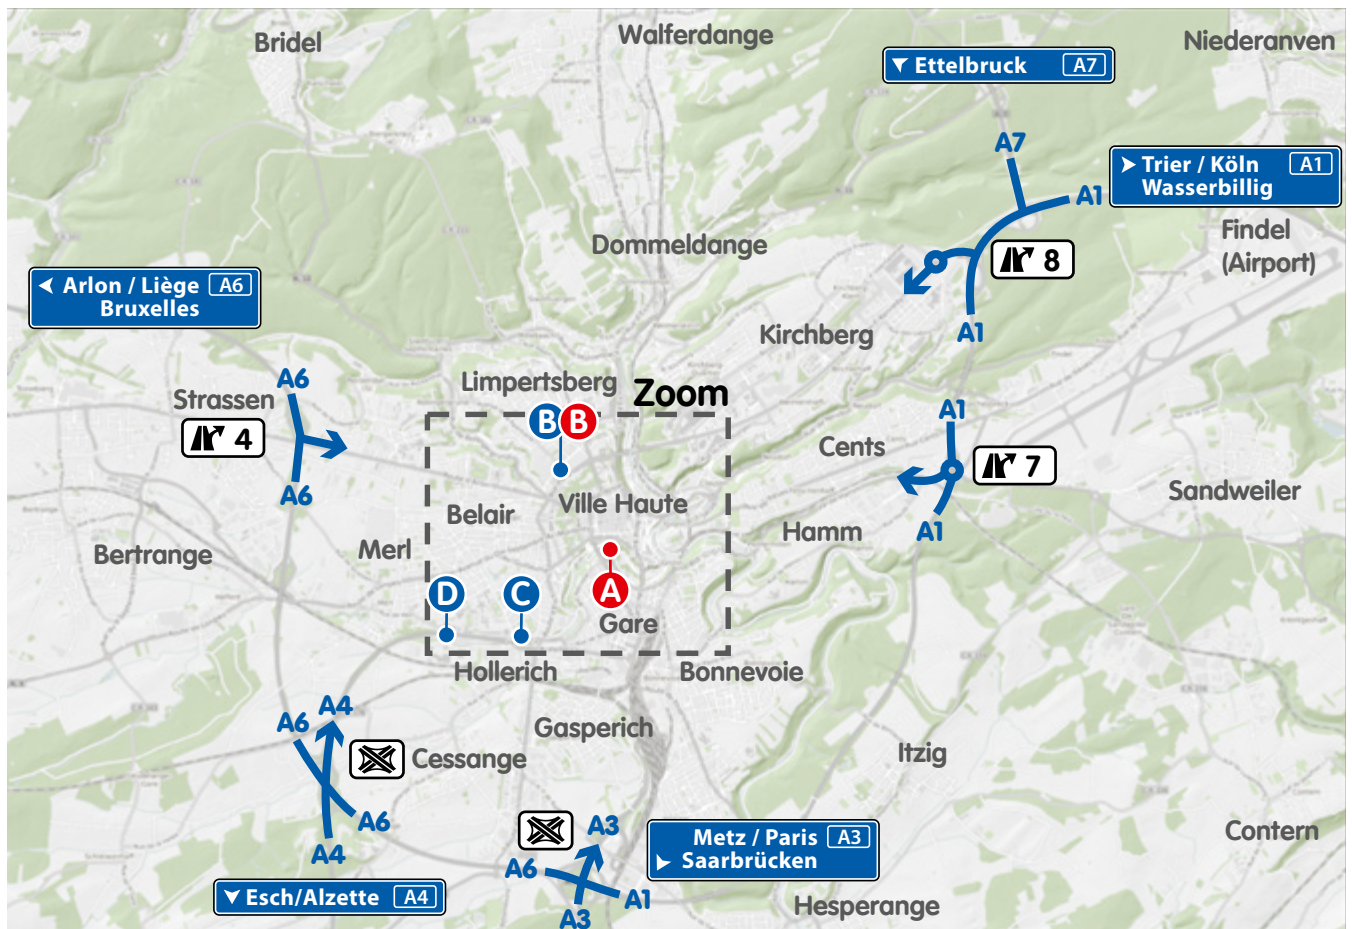 Bridel
Walferdange
Niederanven
Ettelbruck A7
A7
Trier / Köln A1
Wasserbillig
A1
Findel
(Airport)
Dommeldange
8
Arlon / Liège A6
Bruxelles
Kirchberg
A1
A6
Strassen
4
A6
Limpertsberg
Zoom
B B
A1
Cents
7
A1
Sandweiler
Ville Haute
Belair
Hamm
Merl
Bertrange
D
C
A
Gare
Hollerich
Bonnevoie
A4
A6
Gasperich
Cessange
Itzig
A6
A4
A3
A6
A1
A3
Metz / Paris A3
Saarbrücken
Contern
Esch/Alzette A4
Hesperange